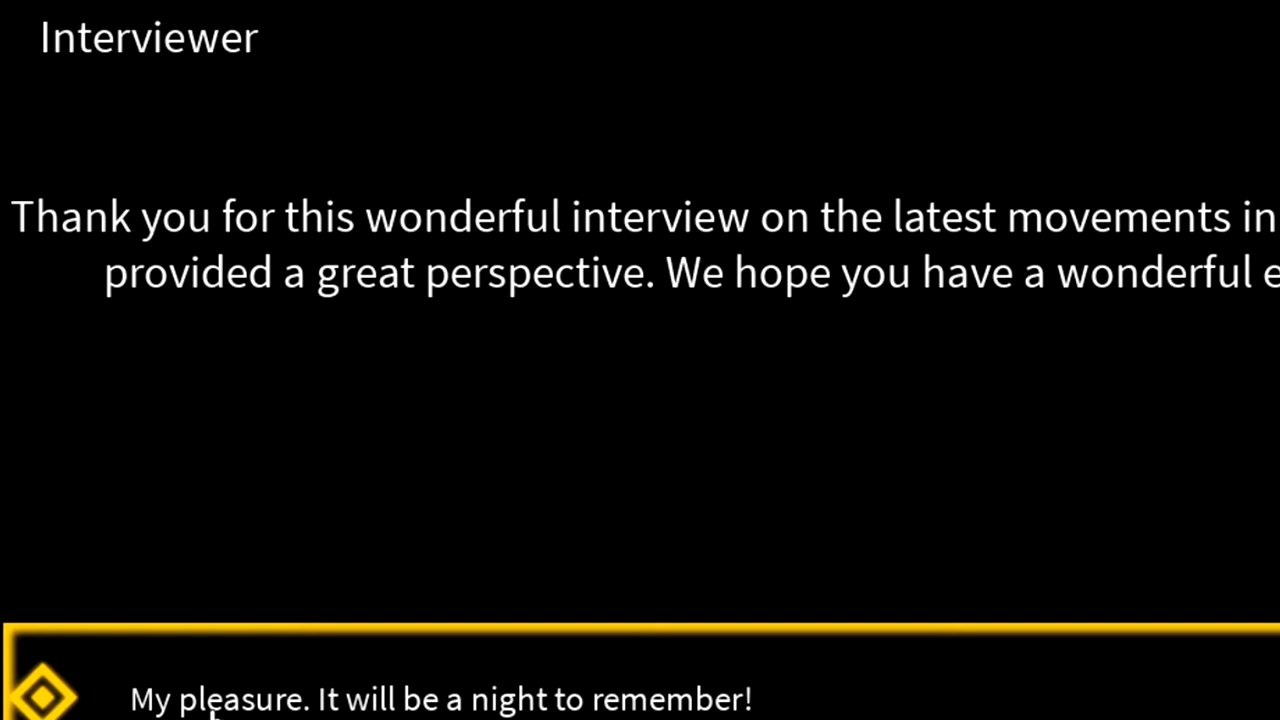 Interviewer
Thank you for this wonderful interview on the latest movements in
provided a great perspective. We hope you have a wonderful
My pleasure. It will be a night to remember!